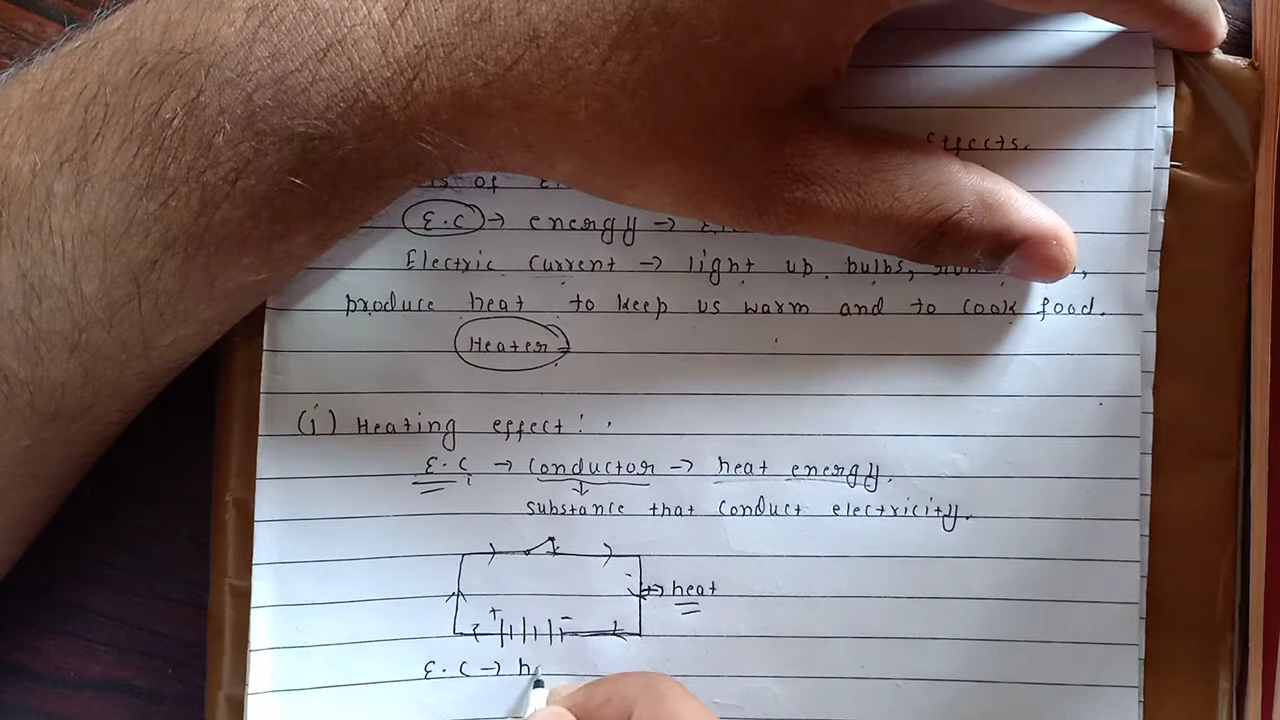 effects.
of
E.C → energy →
Electric current → light up bulbs,
produce heat to keep us warm and to cook food.
Heater
(i) Heating effect:
E.C → conductor → heat energy.
substance that conduct electricity.
→ heat
+ -
E.C → h